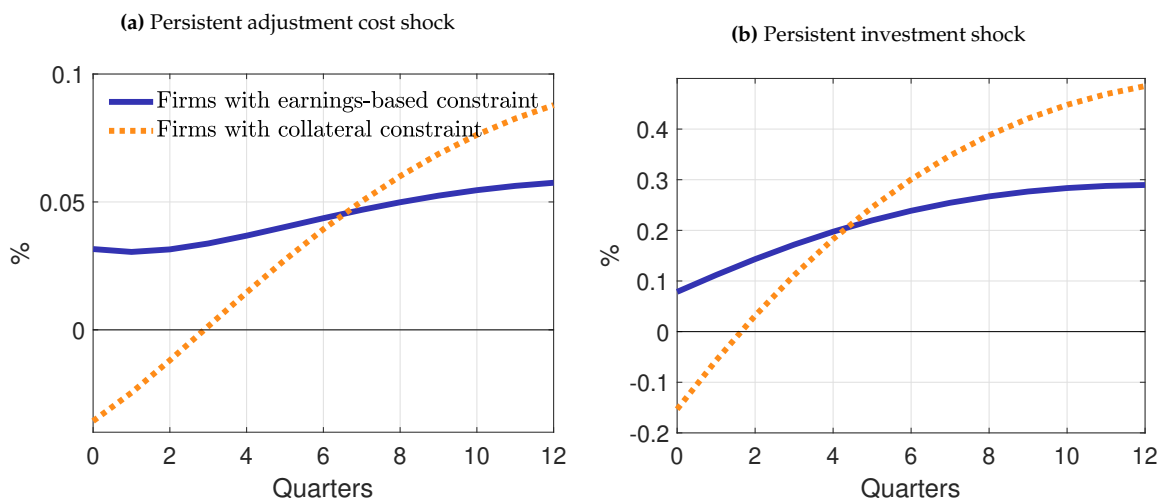 (a) Persistent adjustment cost shock
0.1
0.05
0
%
Firms with earnings-based constraint
Firms with collateral constraint
0 2 4 6 8 10 12
Quarters
(b) Persistent investment shock
0.4
0.3
0.2
0.1
0
-0.1
-0.2
%
0 2 4 6 8 10 12
Quarters